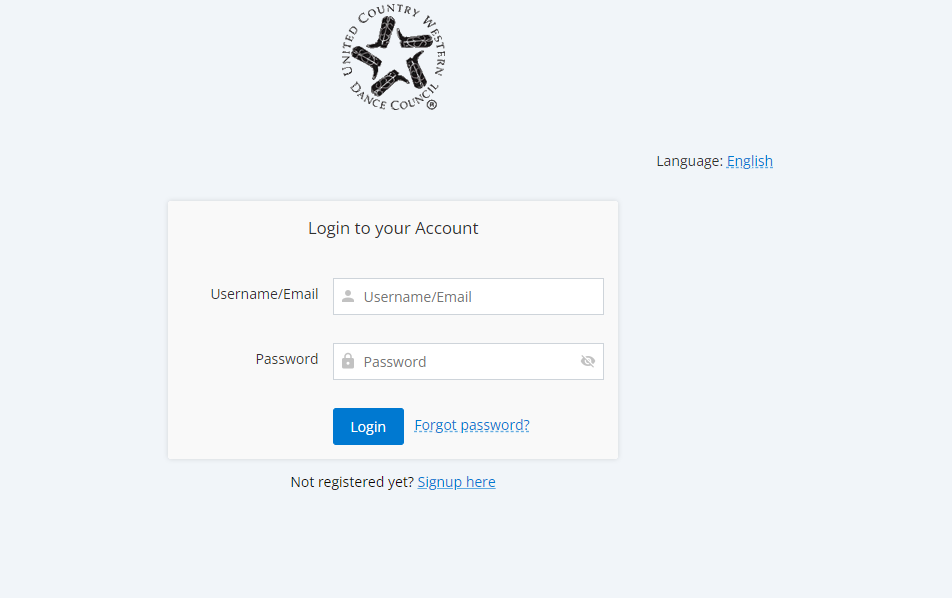 UNITED COUNTRY WESTERN
DANCE COUNCIL®
Language: English
Login to your Account
Username/Email
Username/Email
Password
Password
Login
Forgot password?
Not registered yet? Signup here